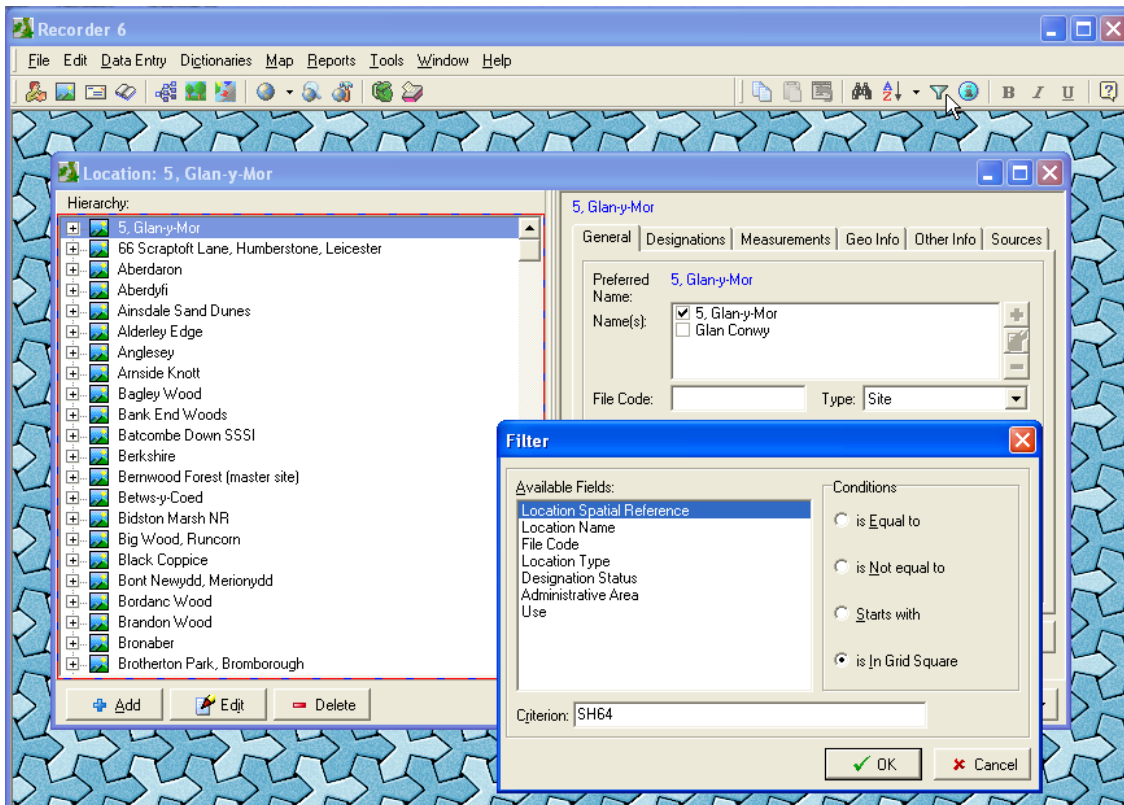 Recorder 6
File Edit Data Entry Dictionaries Map Reports Tools Window Help
B I U
Location: 5, Glan-y-Mor
Hierarchy:
5, Glan-y-Mor
66 Scraptoft Lane, Humberstone, Leicester
Aberdaron
Aberdyfi
Ainsdale Sand Dunes
Alderley Edge
Anglesey
Arnside Knott
Bagley Wood
Bank End Woods
Batcombe Down SSSI
Berkshire
Bernwood Forest (master site)
Betws-y-Coed
Bidston Marsh NR
Big Wood, Runcorn
Black Coppice
Bont Newydd, Merionydd
Bordanc Wood
Brandon Wood
Bronaber
Brotherton Park, Bromborough
Add Edit Delete
5, Glan-y-Mor
General Designations Measurements Geo Info Other Info Sources
Preferred Name: 5, Glan-y-Mor
Name(s): 5, Glan-y-Mor
Glan Conwy
File Code: Type: Site
Filter
Available Fields:
Location Spatial Reference
Location Name
File Code
Location Type
Designation Status
Administrative Area
Use
Conditions
is Equal to
is Not equal to
Starts with
is In Grid Square
Criterion: SH64
OK Cancel